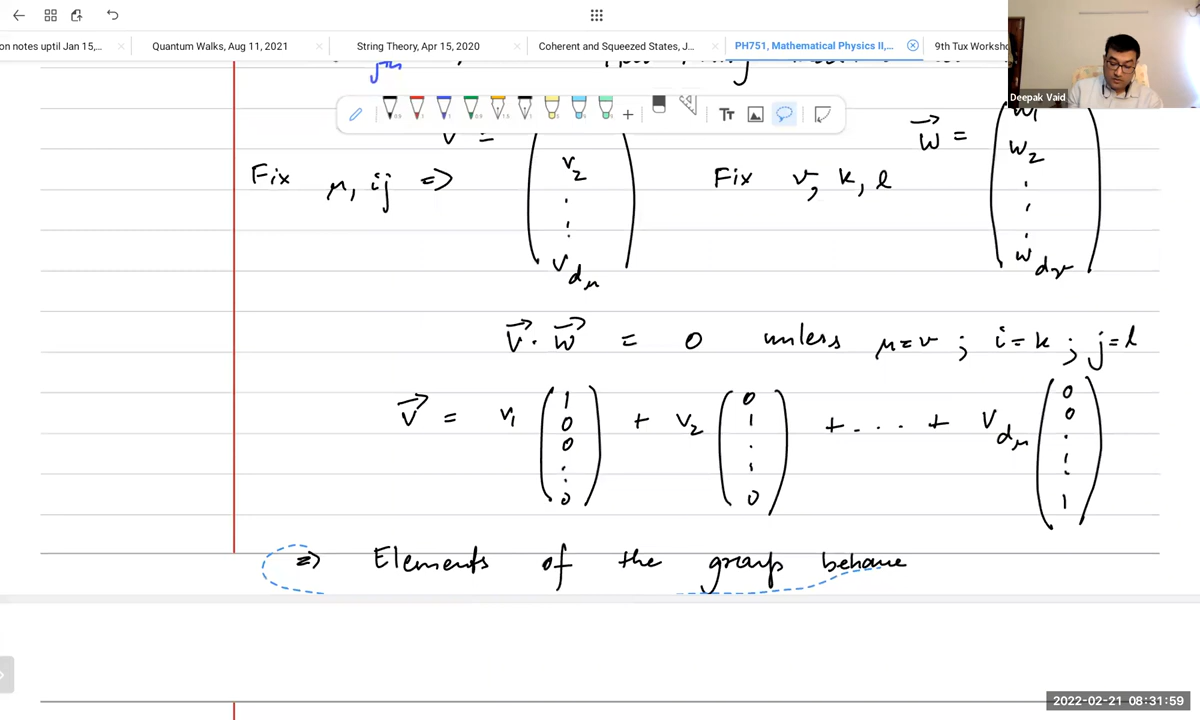 on notes uptil Jan 15,... Quantum Walks, Aug 11, 2021 String Theory, Apr 15, 2020 Coherent and Squeezed States, J... PH751, Mathematical Physics II,... 9th Tux Worksho
Deepak Vaid
Tт
v =
Fix μ, ij ⇒ ( v₂ . . . v_dμ ) Fix ν, k, l w⃗ = ( w₁ w₂ . . . w_dν )
v⃗ . w⃗ = 0 unless μ=ν ; i=k ; j=l
v⃗ = v₁ ( 1 0 0 . . 0 ) + v₂ ( 0 1 . . 0 ) + . . . + v_dμ ( 0 0 . . . 1 )
⇒ Elements of the group behave
2022-02-21 08:31:59